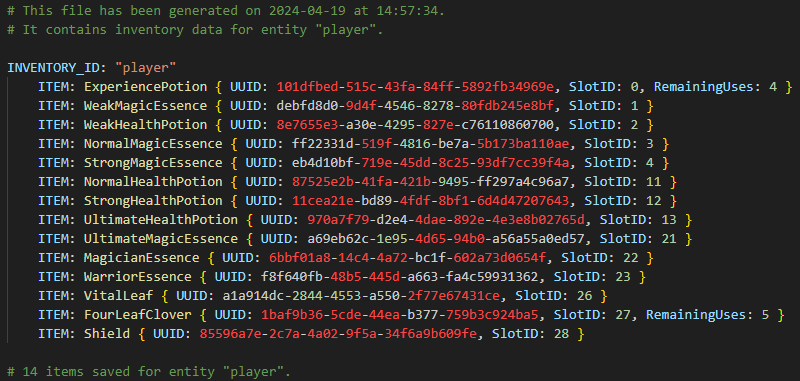 # This file has been generated on 2024-04-19 at 14:57:34.
# It contains inventory data for entity "player".
INVENTORY_ID: "player"
ITEM: ExperiencePotion { UUID: 101dfbed-515c-43fa-84ff-5892fb34969e, SlotID: 0, RemainingUses: 4 }
ITEM: WeakMagicEssence { UUID: debfd8d0-9d4f-4546-8278-80fdb245e8bf, SlotID: 1 }
ITEM: WeakHealthPotion { UUID: 8e7655e3-a30e-4295-827e-c76110860700, SlotID: 2 }
ITEM: NormalMagicEssence { UUID: ff22331d-519f-4816-be7a-5b173ba110ae, SlotID: 3 }
ITEM: StrongMagicEssence { UUID: eb4d10bf-719e-45dd-8c25-93df7cc39f4a, SlotID: 4 }
ITEM: NormalHealthPotion { UUID: 87525e2b-41fa-421b-9495-ff297a4c96a7, SlotID: 11 }
ITEM: StrongHealthPotion { UUID: 11cea21e-bd89-4fdf-8bf1-6d4d47207643, SlotID: 12 }
ITEM: UltimateHealthPotion { UUID: 970a7f79-d2e4-4dae-892e-4e3e8b02765d, SlotID: 13 }
ITEM: UltimateMagicEssence { UUID: a69eb62c-1e95-4d65-94b0-a56a55a0ed57, SlotID: 21 }
ITEM: MagicianEssence { UUID: 6bbf01a8-14c4-4a72-bc1f-602a73d0654f, SlotID: 22 }
ITEM: WarriorEssence { UUID: f8f640fb-48b5-445d-a663-fa4c59931362, SlotID: 23 }
ITEM: VitalLeaf { UUID: a1a914dc-2844-4553-a550-2f77e67431ce, SlotID: 26 }
ITEM: FourLeafClover { UUID: 1baf9b36-5cde-44ea-b377-759b3c924ba5, SlotID: 27, RemainingUses: 5 }
ITEM: Shield { UUID: 85596a7e-2c7a-4a02-9f5a-34f6a9b609fe, SlotID: 28 }
# 14 items saved for entity "player".